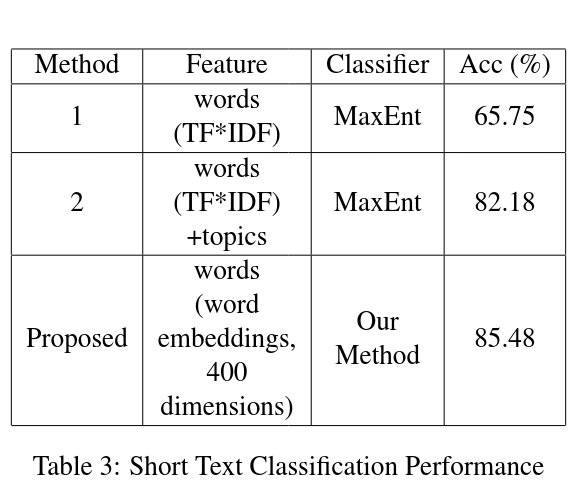 Method Feature Classifier Acc (%)
1 words (TF*IDF) MaxEnt 65.75
2 words (TF*IDF) +topics MaxEnt 82.18
Proposed words (word embeddings, 400 dimensions) Our Method 85.48
Table 3: Short Text Classification Performance